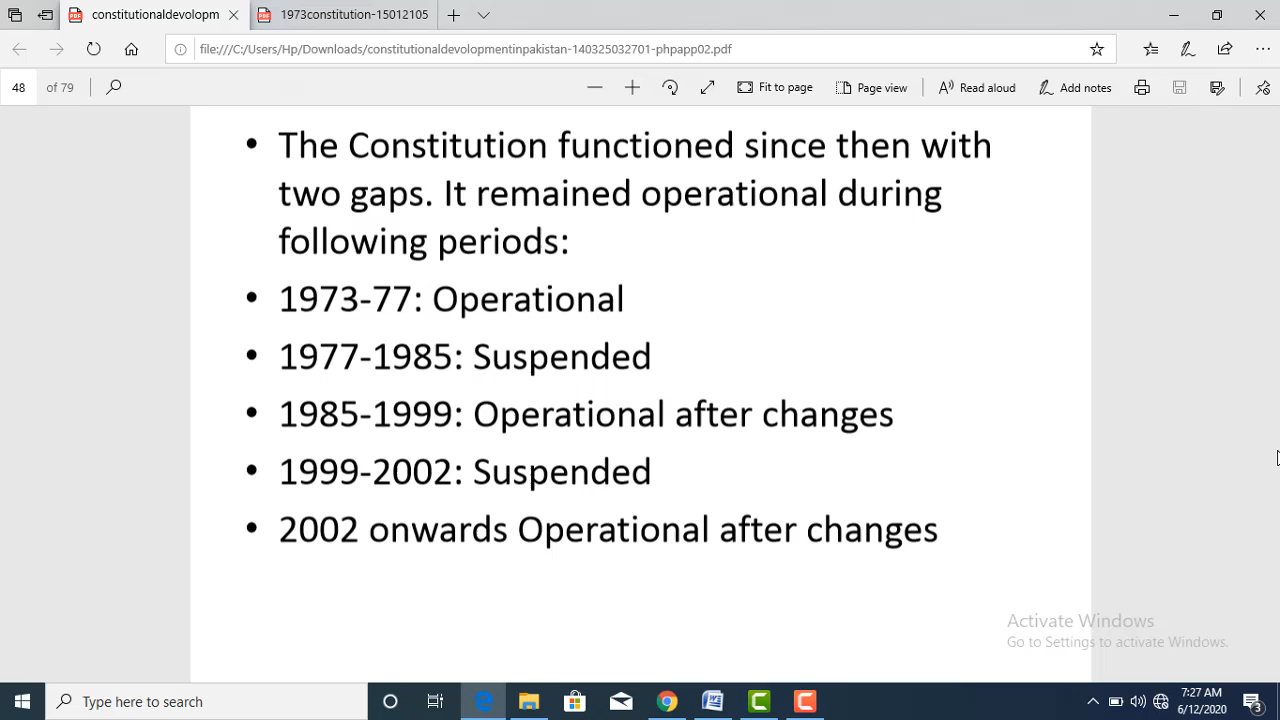 constitutionaldevolopm
1973constitution-15012105
file:///C:/Users/Hp/Downloads/constitutionaldevolopmentinpakistan-140325032701-phpapp02.pdf
48 of 79
Fit to page
Page view
Read aloud
Add notes
• The Constitution functioned since then with
two gaps. It remained operational during
following periods:
• 1973-77: Operational
• 1977-1985: Suspended
• 1985-1999: Operational after changes
• 1999-2002: Suspended
• 2002 onwards Operational after changes
Activate Windows
Go to Settings to activate Windows.
Type here to search
7:27 AM
6/12/2020
3